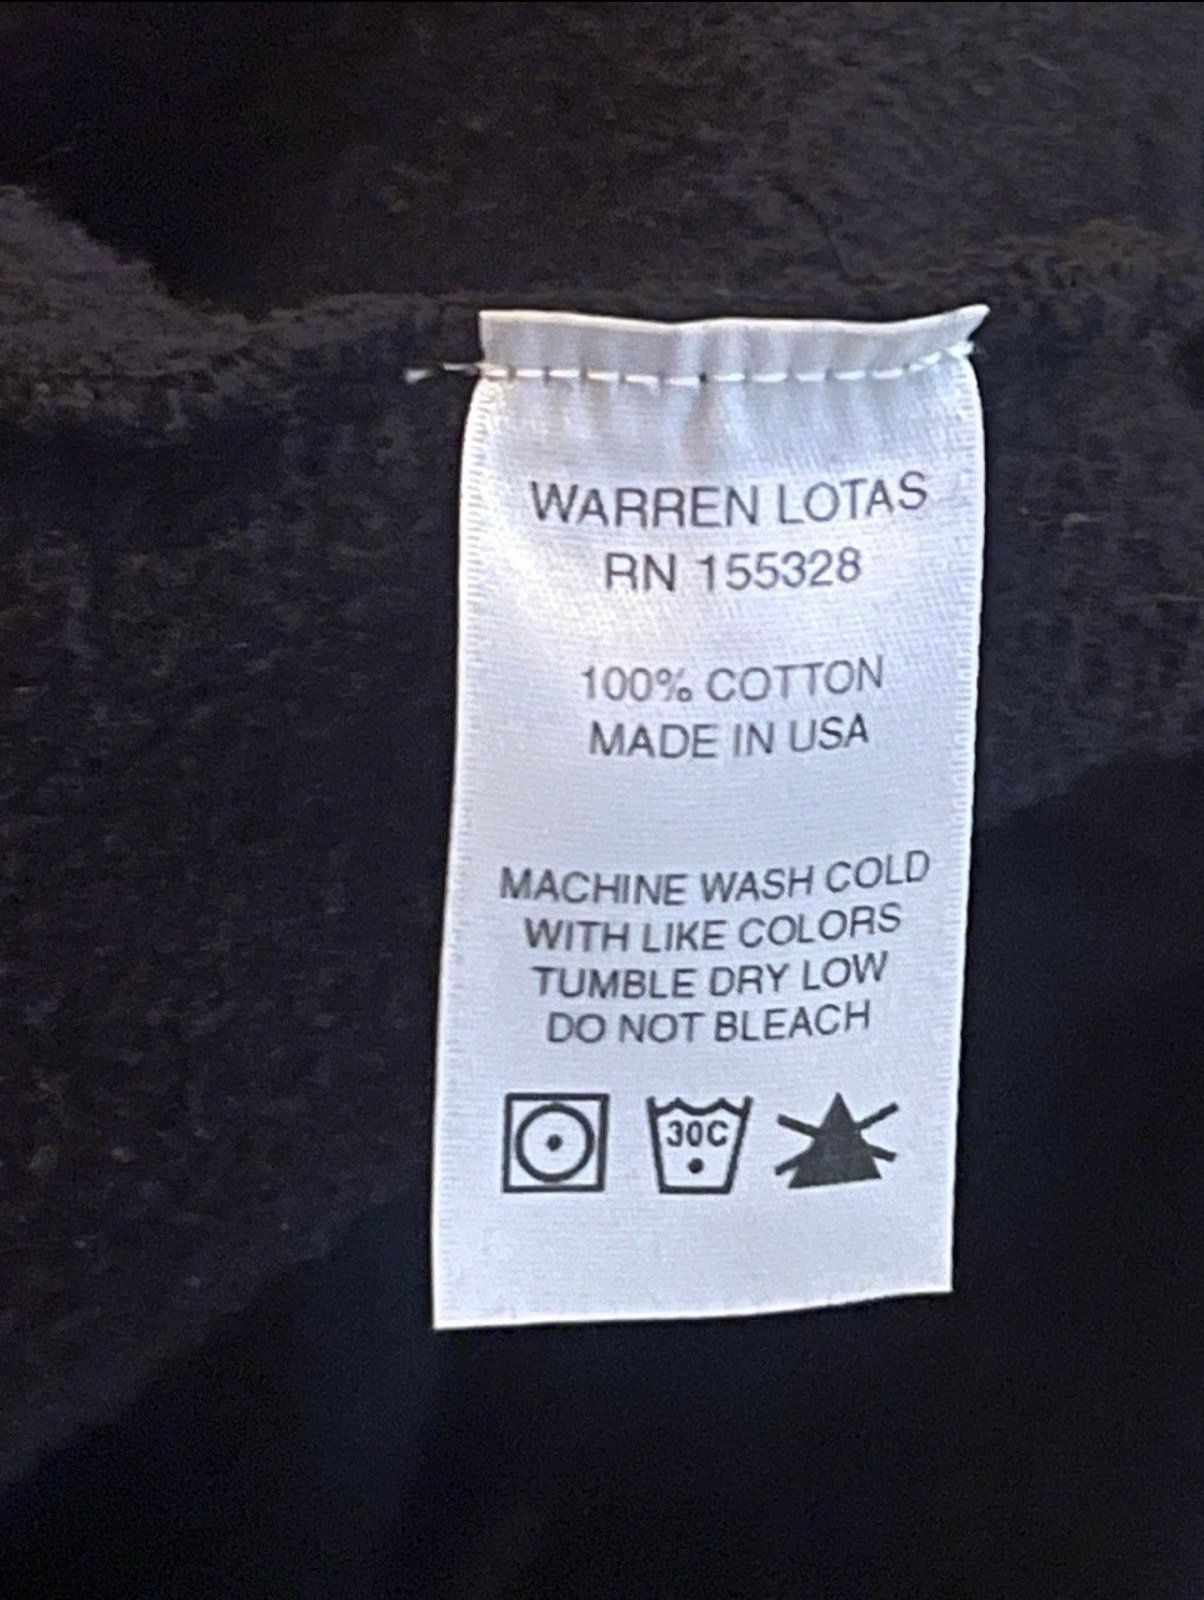 WARREN LOTAS
RN 155328
100% COTTON
MADE IN USA
MACHINE WASH COLD
WITH LIKE COLORS
TUMBLE DRY LOW
DO NOT BLEACH
30C